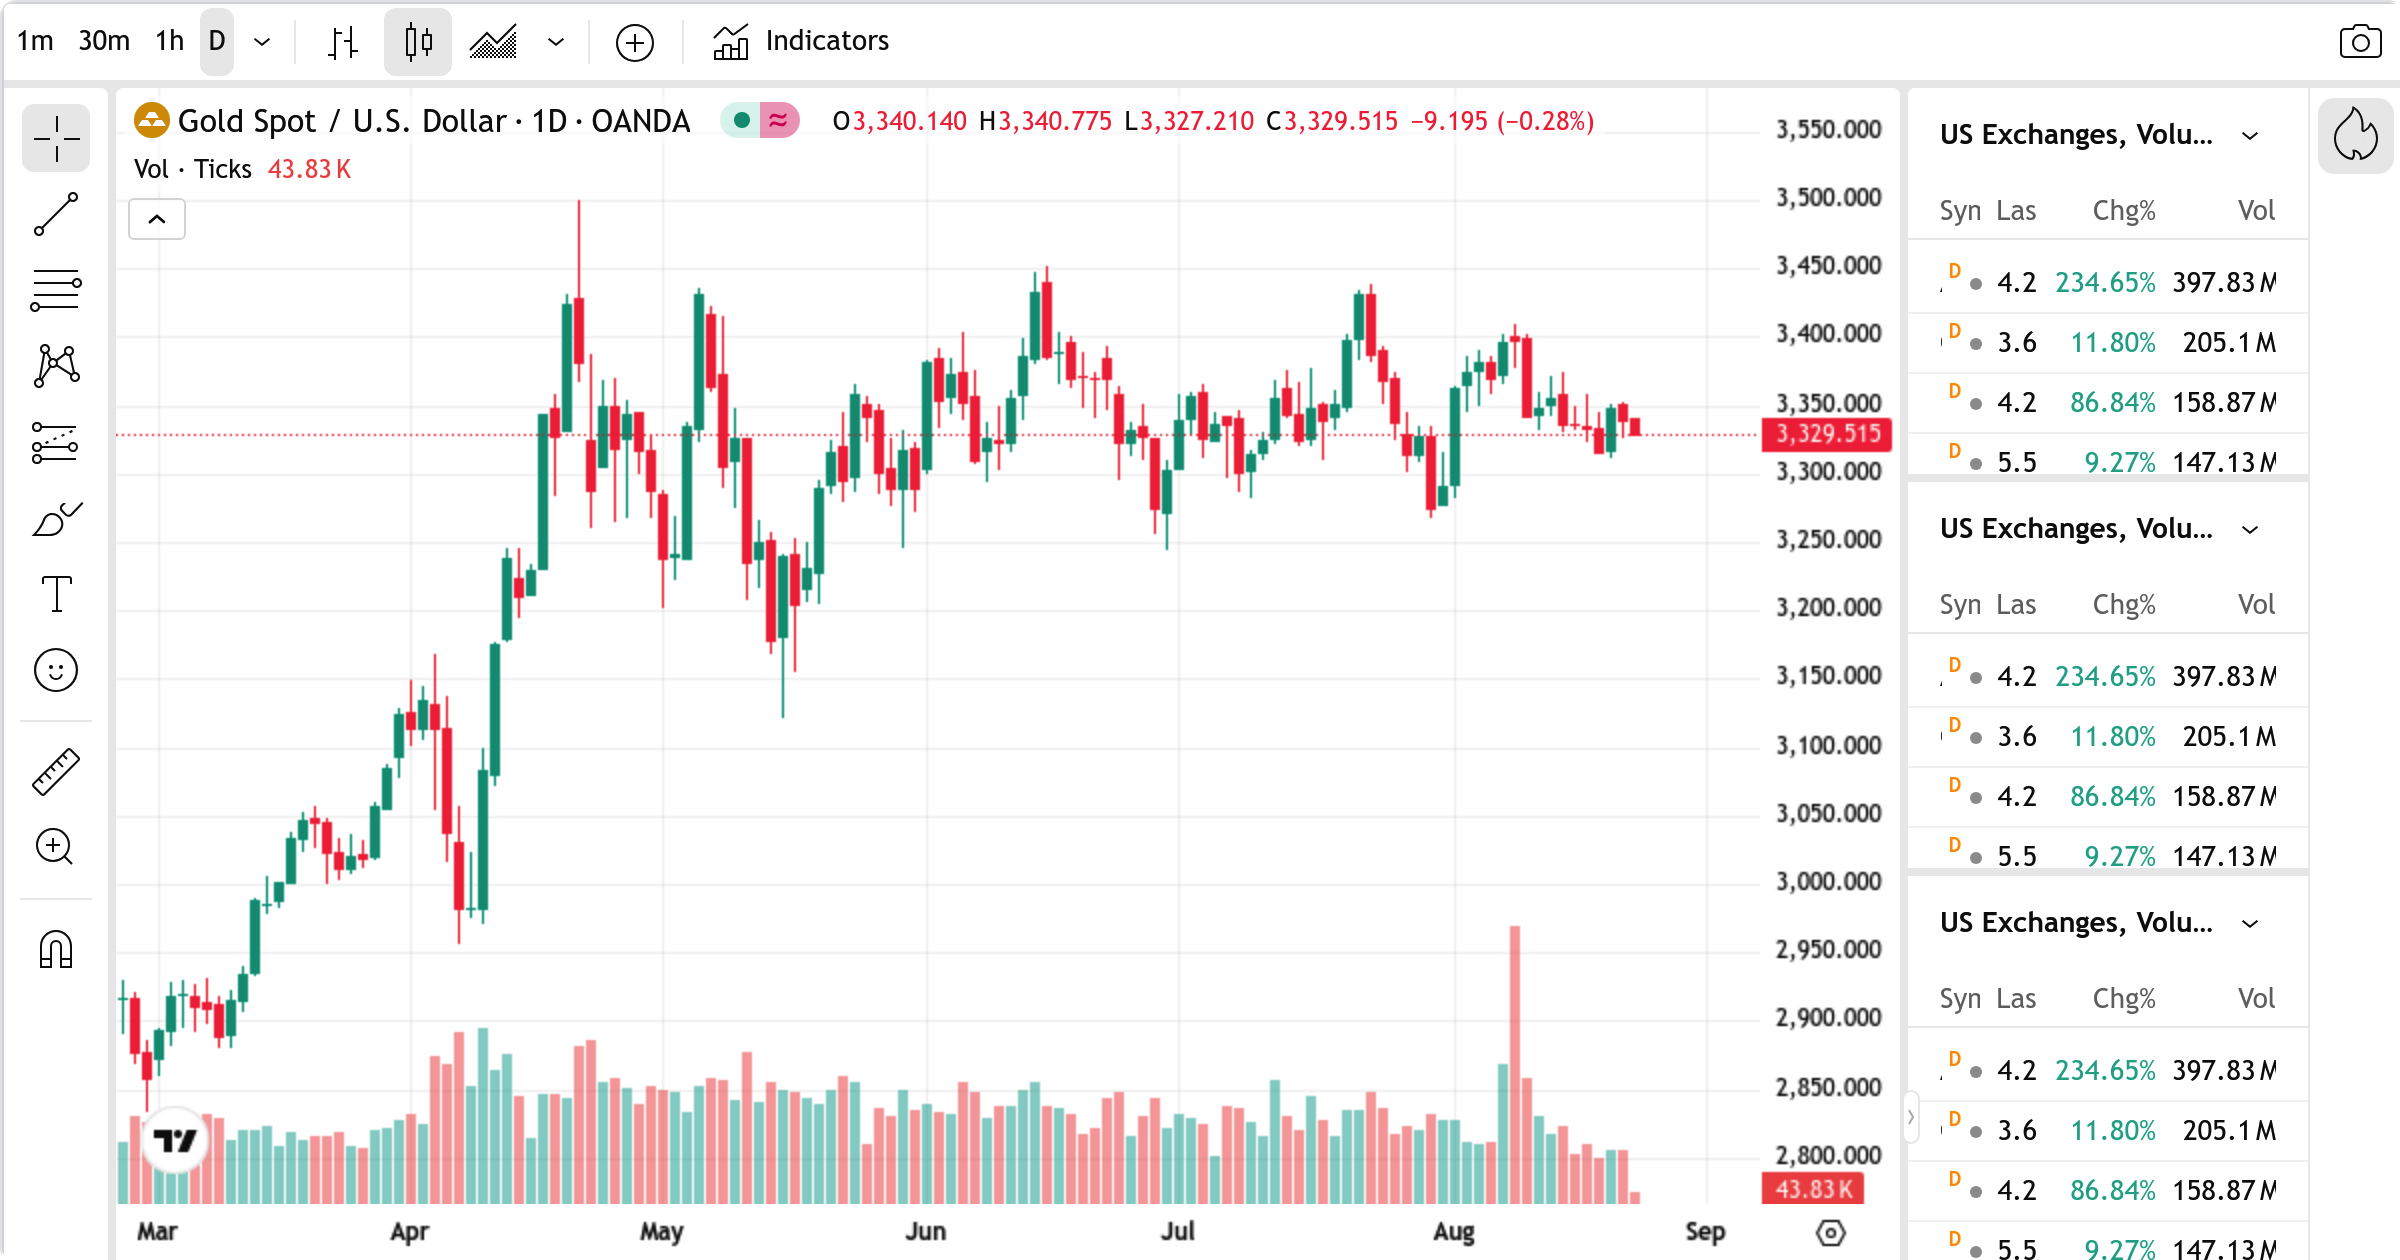 1m 30m 1h D Indicators
Gold Spot / U.S. Dollar · 1D · OANDA O3,340.140 H3,340.775 L3,327.210 C3,329.515 −9.195 (−0.28%)
Vol · Ticks 43.83 K
3,550.000
3,500.000
3,450.000
3,400.000
3,350.000
3,329.515
3,300.000
3,250.000
3,200.000
3,150.000
3,100.000
3,050.000
3,000.000
2,950.000
2,900.000
2,850.000
2,800.000
43.83 K
Mar Apr May Jun Jul Aug Sep
US Exchanges, Volu...
Syn Las Chg% Vol
D 4.2 234.65% 397.83 M
D 3.6 11.80% 205.1 M
D 4.2 86.84% 158.87 M
D 5.5 9.27% 147.13 M
US Exchanges, Volu...
Syn Las Chg% Vol
D 4.2 234.65% 397.83 M
D 3.6 11.80% 205.1 M
D 4.2 86.84% 158.87 M
D 5.5 9.27% 147.13 M
US Exchanges, Volu...
Syn Las Chg% Vol
D 4.2 234.65% 397.83 M
D 3.6 11.80% 205.1 M
D 4.2 86.84% 158.87 M
D 5.5 9.27% 147.13 M